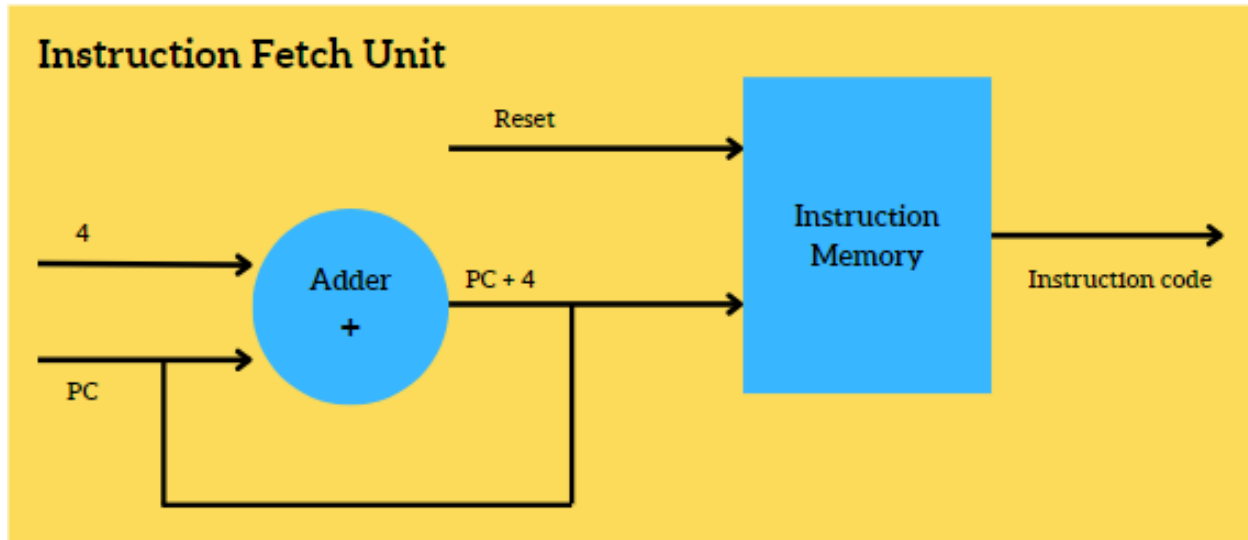 Instruction Fetch Unit
Reset
4
Adder
+
PC + 4
PC
Instruction
Memory
Instruction code